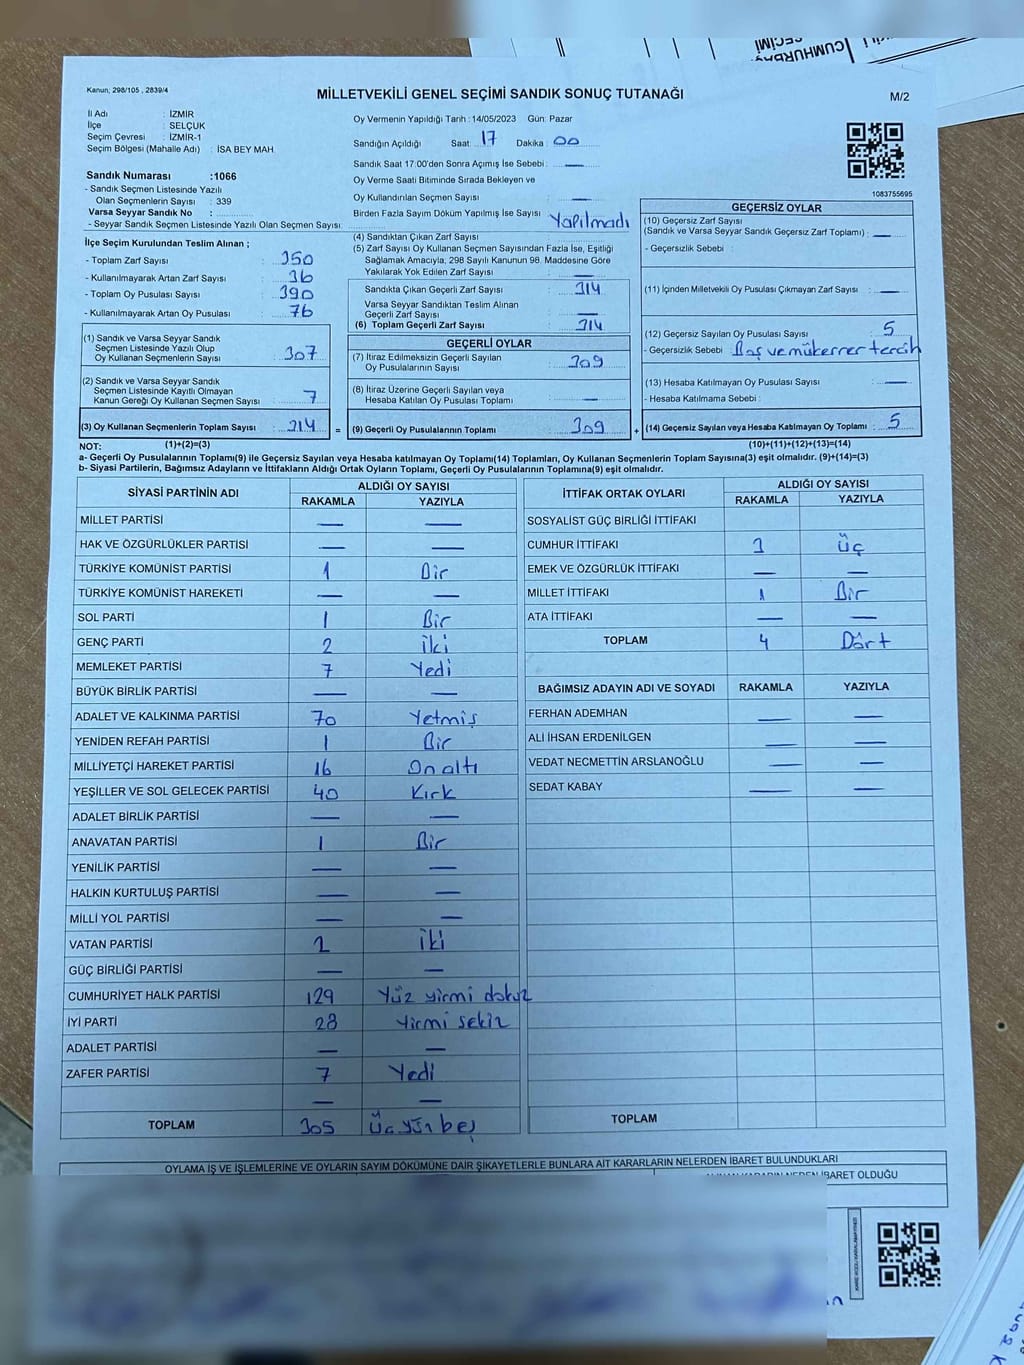 Kanun; 298/105 , 2839/4
MİLLETVEKİLİ GENEL SEÇİMİ SANDIK SONUÇ TUTANAĞI
M/2
İl Adı : İZMİR
İlçe : SELÇUK
Seçim Çevresi : İZMİR-1
Seçim Bölgesi (Mahalle Adı) : İSA BEY MAH.
Sandık Numarası :1066
- Sandık Seçmen Listesinde Yazılı
Olan Seçmenlerin Sayısı : 339
Varsa Seyyar Sandık No :
- Seyyar Sandık Seçmen Listesinde Yazılı Olan Seçmen Sayısı:
İlçe Seçim Kurulundan Teslim Alınan ;
- Toplam Zarf Sayısı : 350
- Kullanılmayarak Artan Zarf Sayısı : 36
- Toplam Oy Pusulası Sayısı : 390
- Kullanılmayarak Artan Oy Pusulası : 76
(1) Sandık ve Varsa Seyyar Sandık
Seçmen Listesinde Yazılı Olup
Oy Kullanan Seçmenlerin Sayısı : 307
(2) Sandık ve Varsa Seyyar Sandık
Seçmen Listesinde Kayıtlı Olmayan
Kanun Gereği Oy Kullanan Seçmen Sayısı : 7
(3) Oy Kullanan Seçmenlerin Toplam Sayısı : 314 =
Oy Vermenin Yapıldığı Tarih :14/05/2023 Gün: Pazar
Sandığın Açıldığı Saat: 17 Dakika : 00
Sandık Saat 17:00'den Sonra Açımış İse Sebebi : —
Oy Verme Saati Bitiminde Sırada Bekleyen ve
Oy Kullandırılan Seçmen Sayısı : —
Birden Fazla Sayım Döküm Yapılmış İse Sayısı : Yapılmadı
(4) Sandıktan Çıkan Zarf Sayısı :
(5) Zarf Sayısı Oy Kullanan Seçmen Sayısından Fazla İse, Eşitliği
Sağlamak Amacıyla, 298 Sayılı Kanunun 98. Maddesine Göre
Yakılarak Yok Edilen Zarf Sayısı : —
Sandıkta Çıkan Geçerli Zarf Sayısı : 314
Varsa Seyyar Sandıktan Teslim Alınan
Geçerli Zarf Sayısı : —
(6) Toplam Geçerli Zarf Sayısı : 314
GEÇERLİ OYLAR
(7) İtiraz Edilmeksizin Geçerli Sayılan
Oy Pusulalarının Sayısı : 309
(8) İtiraz Üzerine Geçerli Sayılan veya
Hesaba Katılan Oy Pusulası Toplamı : —
(9) Geçerli Oy Pusulalarının Toplamı : 309 +
1083755695
GEÇERSİZ OYLAR
(10) Geçersiz Zarf Sayısı
(Sandık ve Varsa Seyyar Sandık Geçersiz Zarf Toplamı) : —
- Geçersizlik Sebebi :
(11) İçinden Milletvekili Oy Pusulası Çıkmayan Zarf Sayısı : —
(12) Geçersiz Sayılan Oy Pusulası Sayısı : 5
- Geçersizlik Sebebi : Boş ve mükerrer tercih
(13) Hesaba Katılmayan Oy Pusulası Sayısı : —
- Hesaba Katılmama Sebebi :
(14) Geçersiz Sayılan veya Hesaba Katılmayan Oy Toplamı : 5
NOT: (1)+(2)=(3) (10)+(11)+(12)+(13)=(14)
a- Geçerli Oy Pusulalarının Toplamı(9) ile Geçersiz Sayılan veya Hesaba katılmayan Oy Toplamı(14) Toplamları, Oy Kullanan Seçmenlerin Toplam Sayısına(3) eşit olmalıdır. (9)+(14)=(3)
b- Siyasi Partilerin, Bağımsız Adayların ve İttifakların Aldığı Ortak Oyların Toplamı, Geçerli Oy Pusulalarının Toplamına(9) eşit olmalıdır.
SİYASİ PARTİNİN ADI ALDIĞI OY SAYISI
RAKAMLA YAZIYLA
MİLLET PARTİSİ — —
HAK VE ÖZGÜRLÜKLER PARTİSİ — —
TÜRKİYE KOMÜNİST PARTİSİ 1 Bir
TÜRKİYE KOMÜNİST HAREKETİ — —
SOL PARTİ 1 Bir
GENÇ PARTİ 2 İki
MEMLEKET PARTİSİ 7 Yedi
BÜYÜK BİRLİK PARTİSİ — —
ADALET VE KALKINMA PARTİSİ 70 Yetmiş
YENİDEN REFAH PARTİSİ 1 Bir
MİLLİYETÇİ HAREKET PARTİSİ 16 On altı
YEŞİLLER VE SOL GELECEK PARTİSİ 40 Kırk
ADALET BİRLİK PARTİSİ — —
ANAVATAN PARTİSİ 1 Bir
YENİLİK PARTİSİ — —
HALKIN KURTULUŞ PARTİSİ — —
MİLLİ YOL PARTİSİ — —
VATAN PARTİSİ 2 İki
GÜÇ BİRLİĞİ PARTİSİ — —
CUMHURİYET HALK PARTİSİ 129 Yüz yirmi dokuz
İYİ PARTİ 28 Yirmi sekiz
ADALET PARTİSİ — —
ZAFER PARTİSİ 7 Yedi
— —
TOPLAM 305 Üç yüz beş
İTTİFAK ORTAK OYLARI ALDIĞI OY SAYISI
RAKAMLA YAZIYLA
SOSYALİST GÜÇ BİRLİĞİ İTTİFAKI
CUMHUR İTTİFAKI 3 Üç
EMEK VE ÖZGÜRLÜK İTTİFAKI — —
MİLLET İTTİFAKI 1 Bir
ATA İTTİFAKI — —
TOPLAM 4 Dört
BAĞIMSIZ ADAYIN ADI VE SOYADI RAKAMLA YAZIYLA
FERHAN ADEMHAN — —
ALİ İHSAN ERDENİLGEN — —
VEDAT NECMETTİN ARSLANOĞLU — —
SEDAT KABAY — —
TOPLAM
OYLAMA İŞ VE İŞLEMLERİNE VE OYLARIN SAYIM DÖKÜMÜNE DAİR ŞİKAYETLERLE BUNLARA AİT KARARLARIN NELERDEN İBARET BULUNDUKLARI
İBARET OLDUĞU